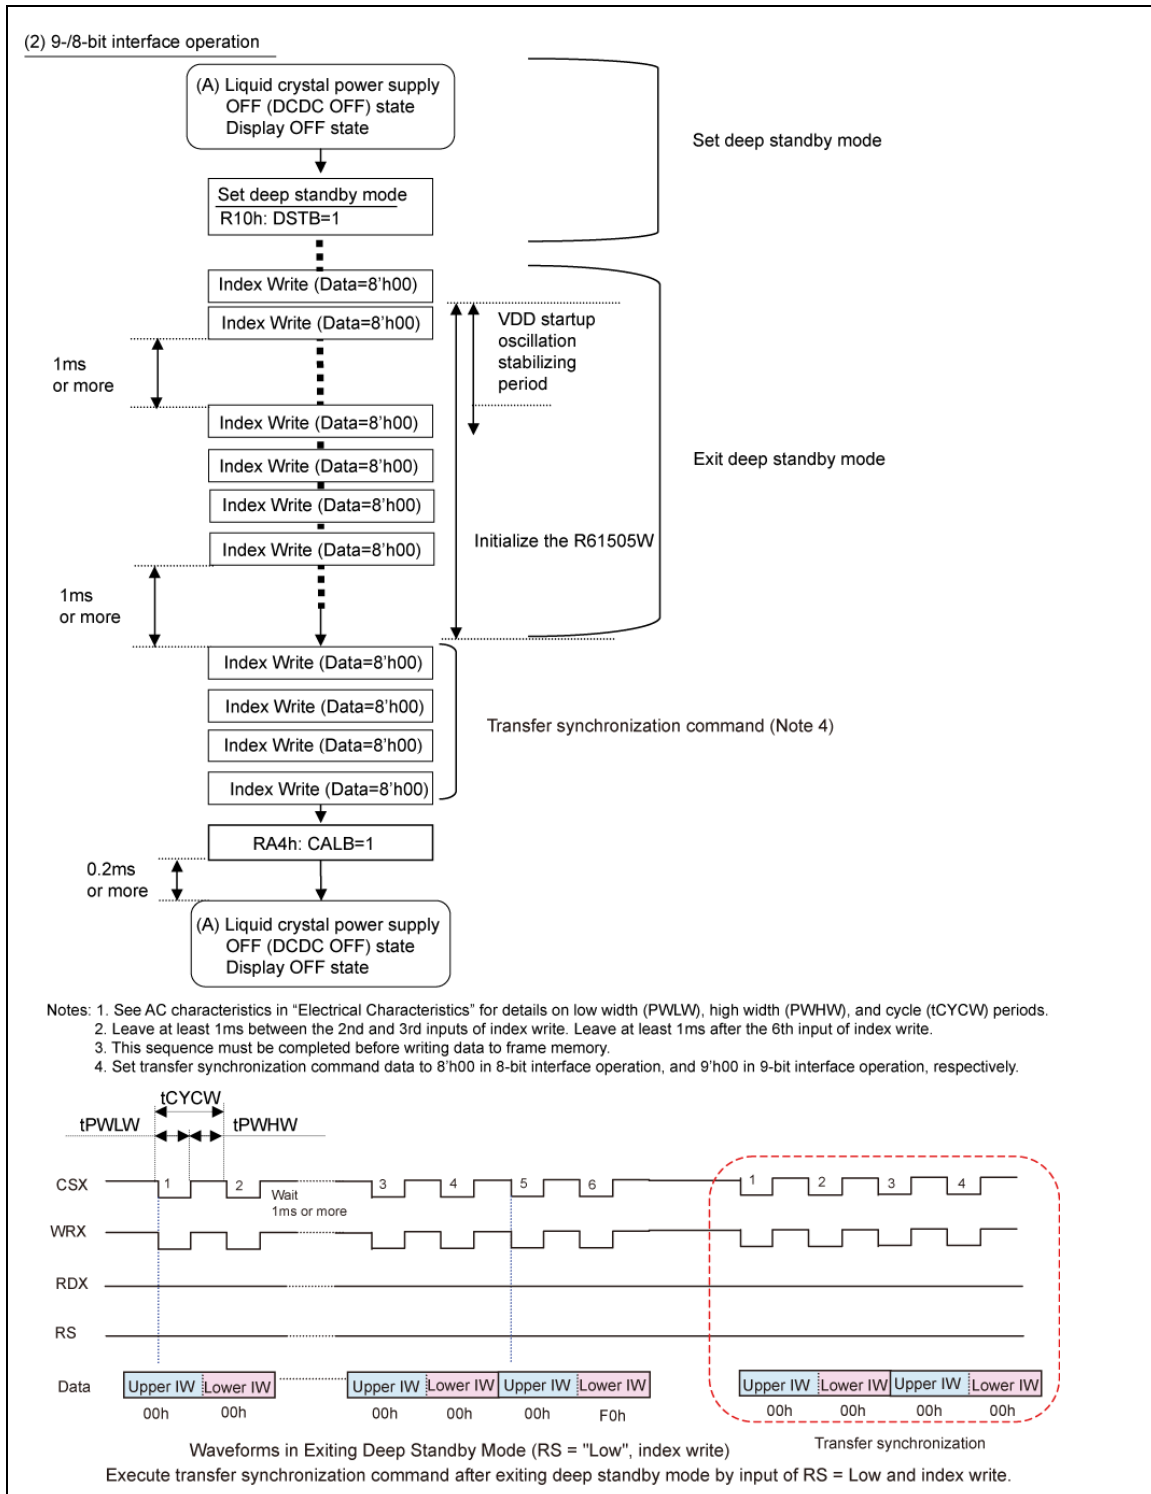 (2) 9-/8-bit interface operation
(A) Liquid crystal power supply
OFF (DCDC OFF) state
Display OFF state
Set deep standby mode
Set deep standby mode
R10h: DSTB=1
Index Write (Data=8'h00)
Index Write (Data=8'h00)
VDD startup
oscillation
stabilizing
period
1ms
or more
Index Write (Data=8'h00)
Index Write (Data=8'h00)
Exit deep standby mode
Index Write (Data=8'h00)
Index Write (Data=8'h00)
Initialize the R61505W
1ms
or more
Index Write (Data=8'h00)
Index Write (Data=8'h00)
Transfer synchronization command (Note 4)
Index Write (Data=8'h00)
Index Write (Data=8'h00)
RA4h: CALB=1
0.2ms
or more
(A) Liquid crystal power supply
OFF (DCDC OFF) state
Display OFF state
Notes: 1. See AC characteristics in “Electrical Characteristics” for details on low width (PWLW), high width (PWHW), and cycle (tCYCW) periods.
2. Leave at least 1ms between the 2nd and 3rd inputs of index write. Leave at least 1ms after the 6th input of index write.
3. This sequence must be completed before writing data to frame memory.
4. Set transfer synchronization command data to 8'h00 in 8-bit interface operation, and 9'h00 in 9-bit interface operation, respectively.
tCYCW
tPWLW tPWHW
CSX 1 2 3 4 5 6 1 2 3 4
Wait
1ms or more
WRX
RDX
RS
Data Upper IW Lower IW Upper IW Lower IW Upper IW Lower IW Upper IW Lower IW Upper IW Lower IW
00h 00h 00h 00h 00h F0h 00h 00h 00h 00h
Transfer synchronization
Waveforms in Exiting Deep Standby Mode (RS = "Low", index write)
Execute transfer synchronization command after exiting deep standby mode by input of RS = Low and index write.